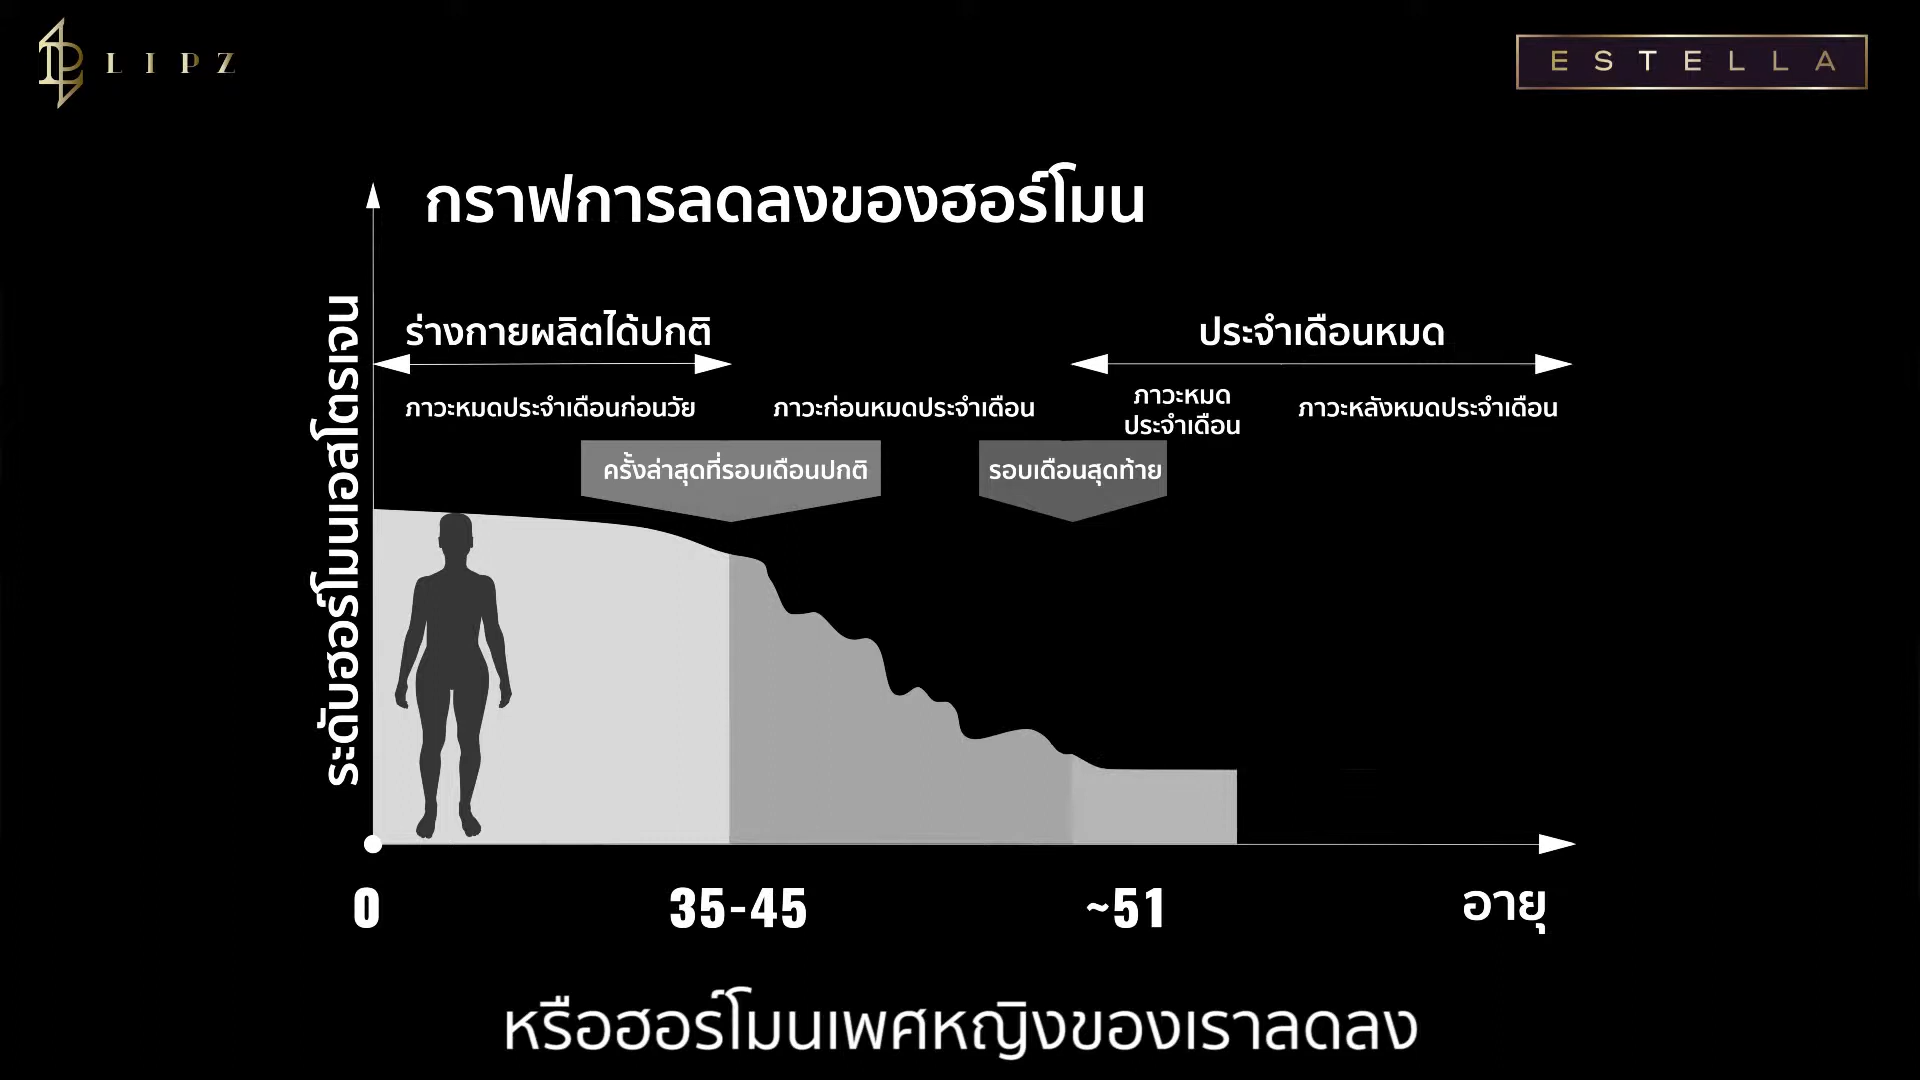 LIPZ
ESTELLA
กราฟการลดลงของฮอร์โมน
ระดับฮอร์โมนเอสโตรเจน
ร่างกายผลิตได้ปกติ
ประจำเดือนหมด
ภาวะหมดประจำเดือนก่อนวัย
ภาวะก่อนหมดประจำเดือน
ภาวะหมด
ประจำเดือน
ภาวะหลังหมดประจำเดือน
ครั้งล่าสุดที่รอบเดือนปกติ
รอบเดือนสุดท้าย
0
35-45
~51
อายุ
หรือฮอร์โมนเพศหญิงของเราลดลง